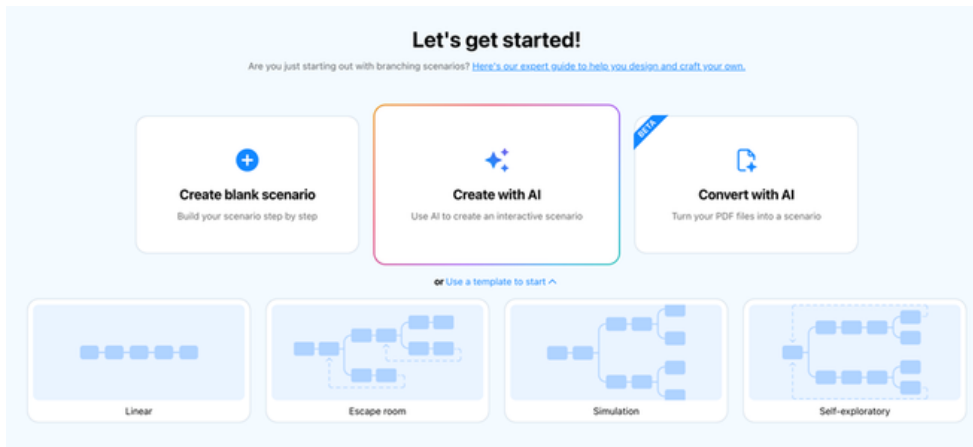 Let's get started!
Are you just starting out with branching scenarios? Here's our expert guide to help you design and craft your own.
BETA
Create blank scenario
Build your scenario step by step
Create with AI
Use AI to create an interactive scenario
Convert with AI
Turn your PDF files into a scenario
or Use a template to start
Linear
Escape room
Simulation
Self-exploratory